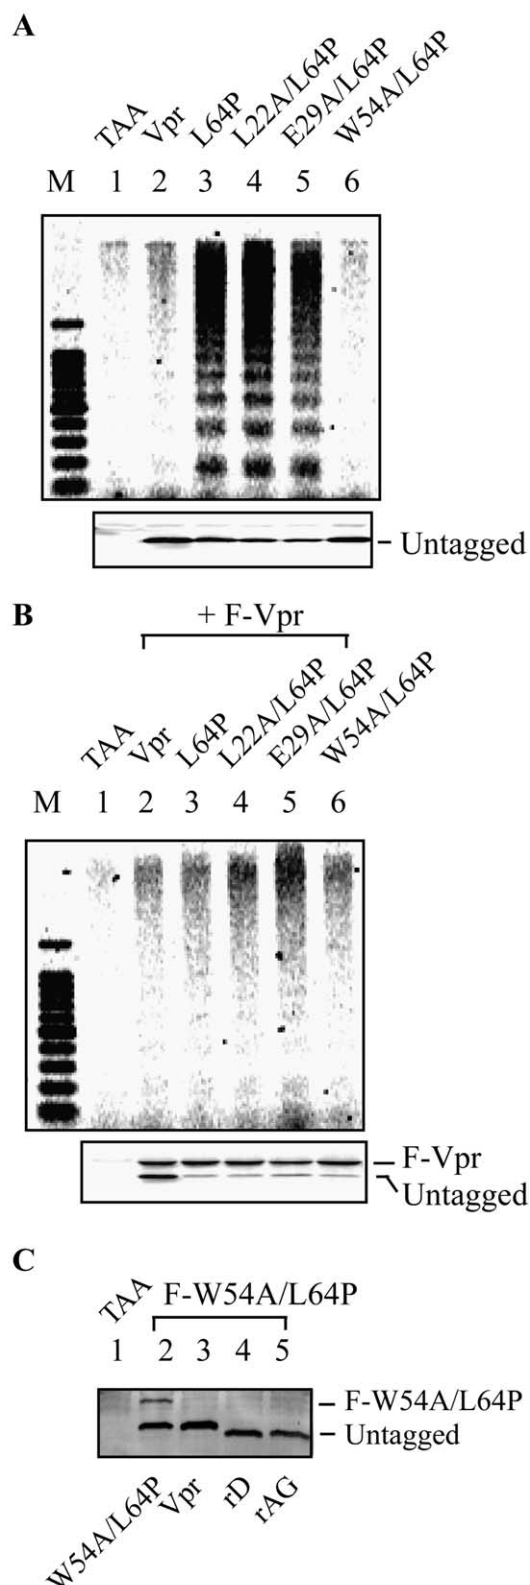 A
TAA Vpr L64P L22A/L64P E29A/L64P W54A/L64P
M 1 2 3 4 5 6
Untagged
B
+ F-Vpr
TAA Vpr L64P L22A/L64P E29A/L64P W54A/L64P
M 1 2 3 4 5 6
F-Vpr
Untagged
C
TAA F-W54A/L64P
1 2 3 4 5
F-W54A/L64P
Untagged
W54A/L64P Vpr rD rAG